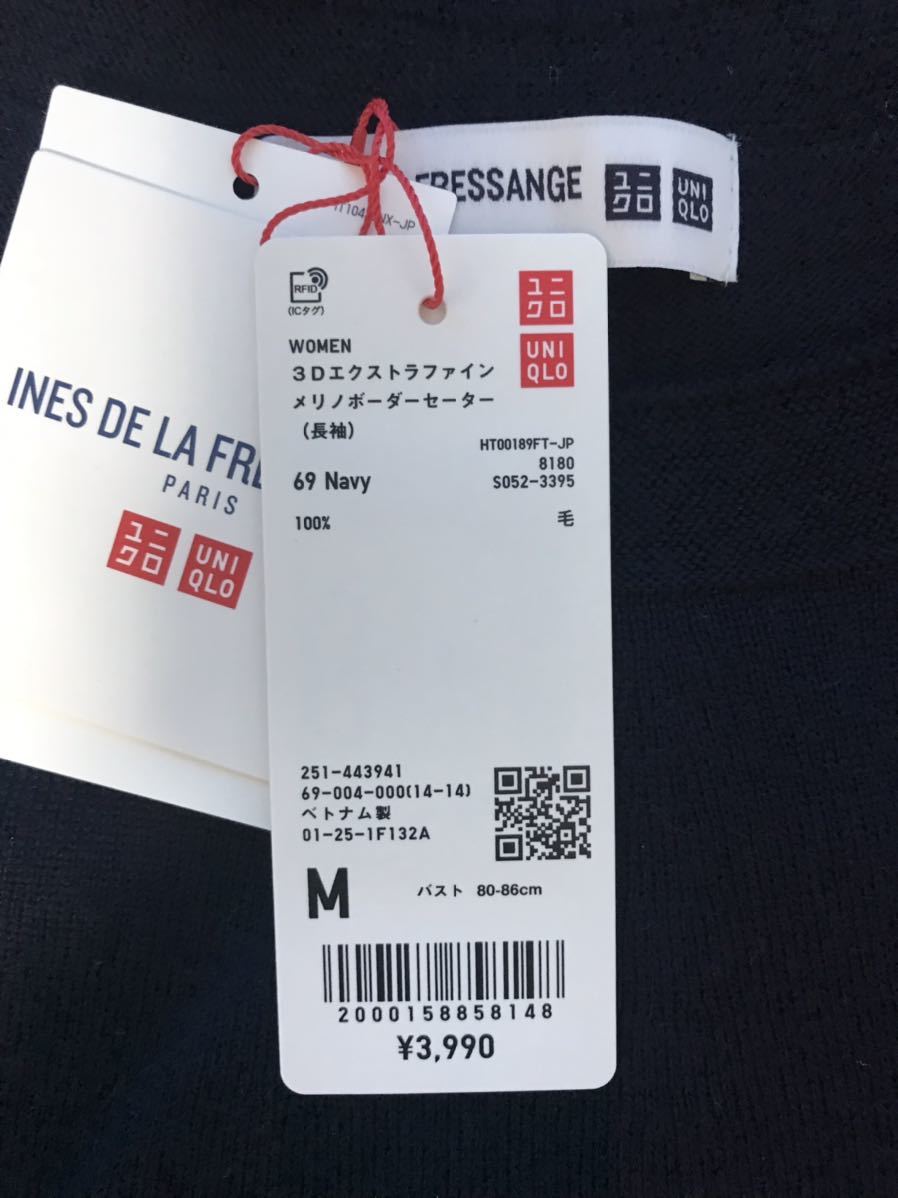 FRESSANGE
ユニ
クロ
UNI
QLO
INES DE LA FRE
PARIS
ユニ
クロ
UNI
QLO
RFID
(ICタグ)
ユニ
クロ
UNI
QLO
WOMEN
3Dエクストラファイン
メリノボーダーセーター
(長袖)
HT00189FT-JP
8180
S052-3395
69 Navy
100% 毛
251-443941
69-004-000(14-14)
ベトナム製
01-25-1F132A
M バスト 80-86cm
2000158858148
¥3,990